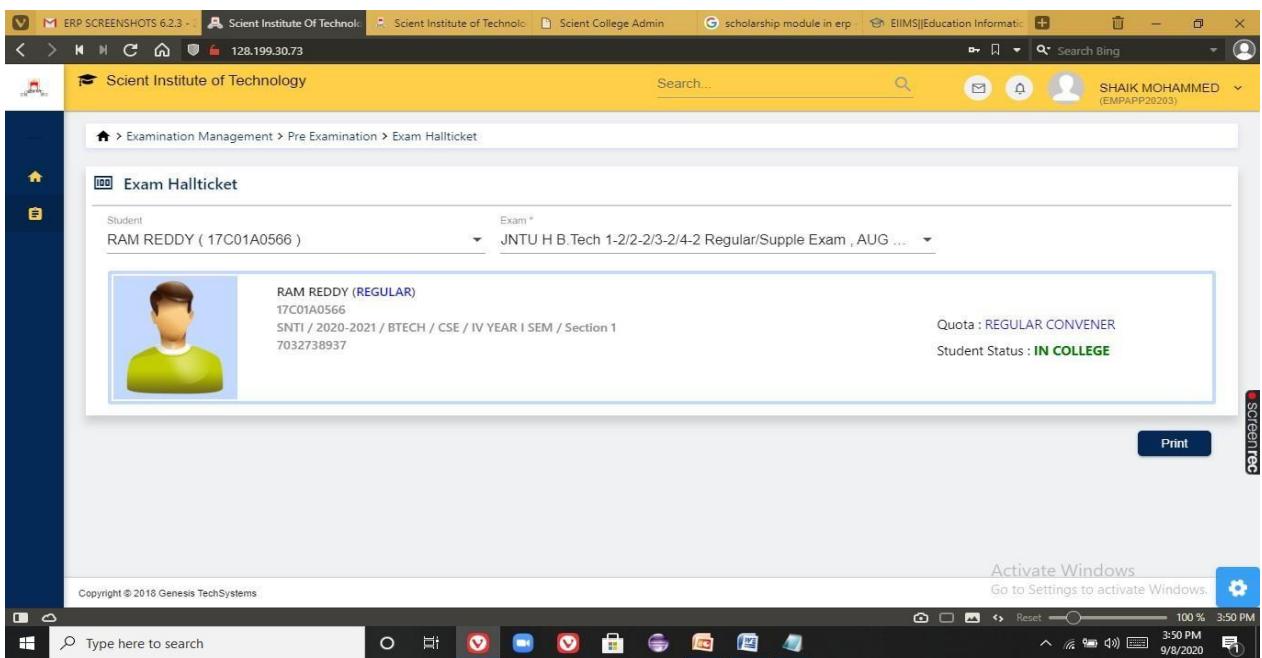 ERP SCREENSHOTS 6.2.3 -
Scient Institute Of Technolo
Scient Institute of Technolo
Scient College Admin
scholarship module in erp -
EIIMS||Education Informatic
128.199.30.73
Search Bing
Scient Institute of Technology
Search...
SHAIK MOHAMMED
(EMPAPP20203)
> Examination Management > Pre Examination > Exam Hallticket
Exam Hallticket
Student
Exam *
RAM REDDY ( 17C01A0566 )
JNTU H B.Tech 1-2/2-2/3-2/4-2 Regular/Supple Exam , AUG ...
RAM REDDY (REGULAR)
17C01A0566
SNTI / 2020-2021 / BTECH / CSE / IV YEAR I SEM / Section 1
7032738937
Quota : REGULAR CONVENER
Student Status : IN COLLEGE
screenrec
Print
Activate Windows
Go to Settings to activate Windows.
Copyright © 2018 Genesis TechSystems
Reset
100 %
3:50 PM
Type here to search
3:50 PM
9/8/2020